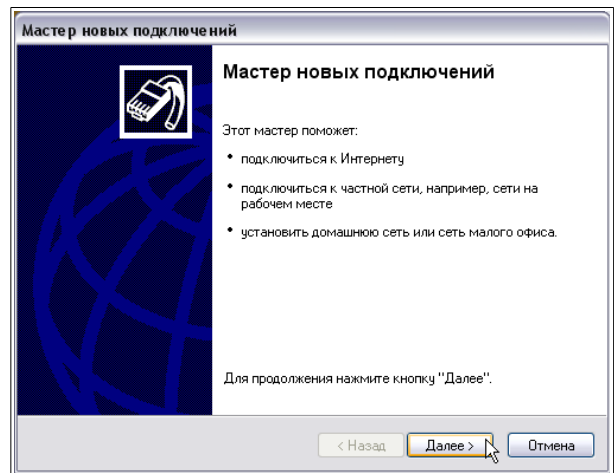 Мастер новых подключений
Мастер новых подключений
Этот мастер поможет:
• подключиться к Интернету
• подключиться к частной сети, например, сети на
рабочем месте
• установить домашнюю сеть или сеть малого офиса.
Для продолжения нажмите кнопку "Далее".
< Назад Далее > Отмена